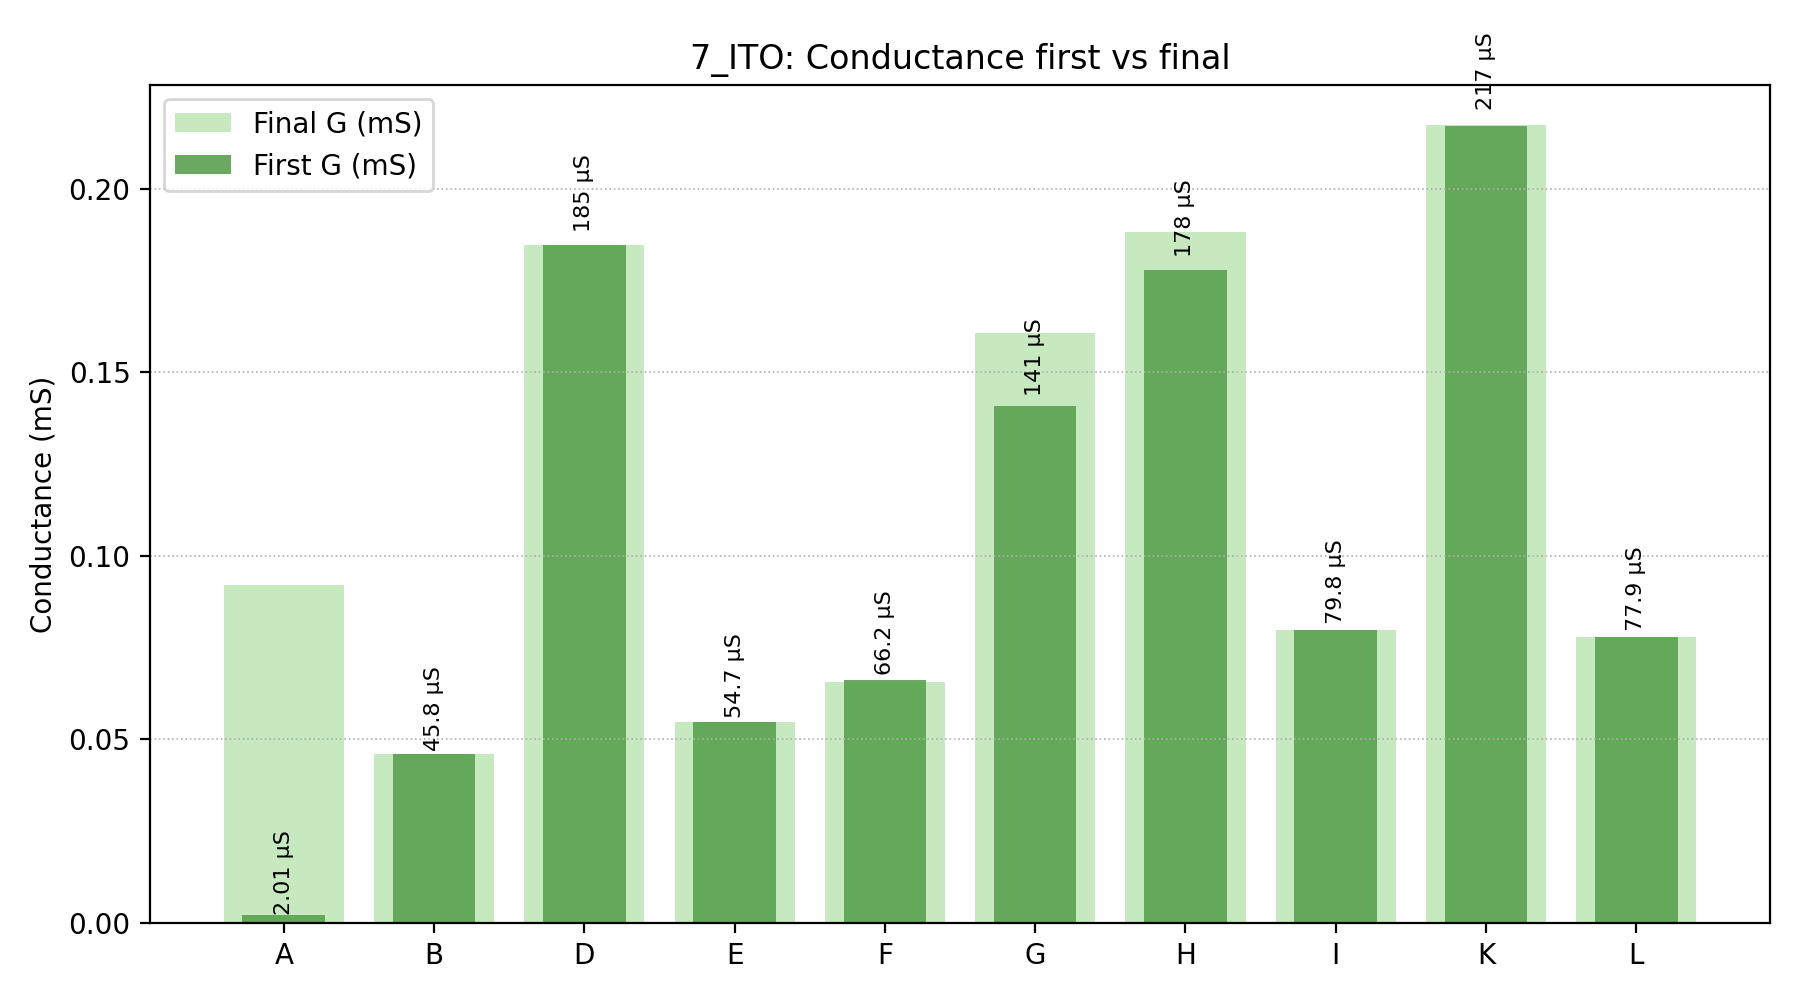 7_ITO: Conductance first vs final
Final G (mS)
First G (mS)
Conductance (mS)
0.20
0.15
0.10
0.05
0.00
2.01 µS
45.8 µS
185 µS
54.7 µS
66.2 µS
141 µS
178 µS
79.8 µS
217 µS
77.9 µS
A B D E F G H I K L